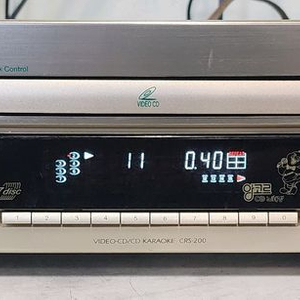 Control
VIDEO CD
11 0.40
disc
1 2 3 4 5 6 7 8 9 0
VIDEO-CD/CD KARAOKE CRS-200